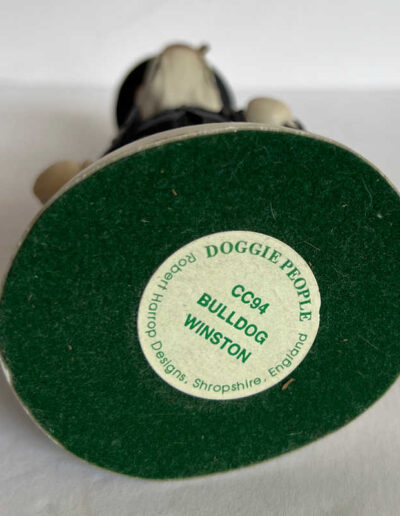 DOGGIE PEOPLE
CC94
BULLDOG
WINSTON
Robert Harrop Designs, Shropshire, England